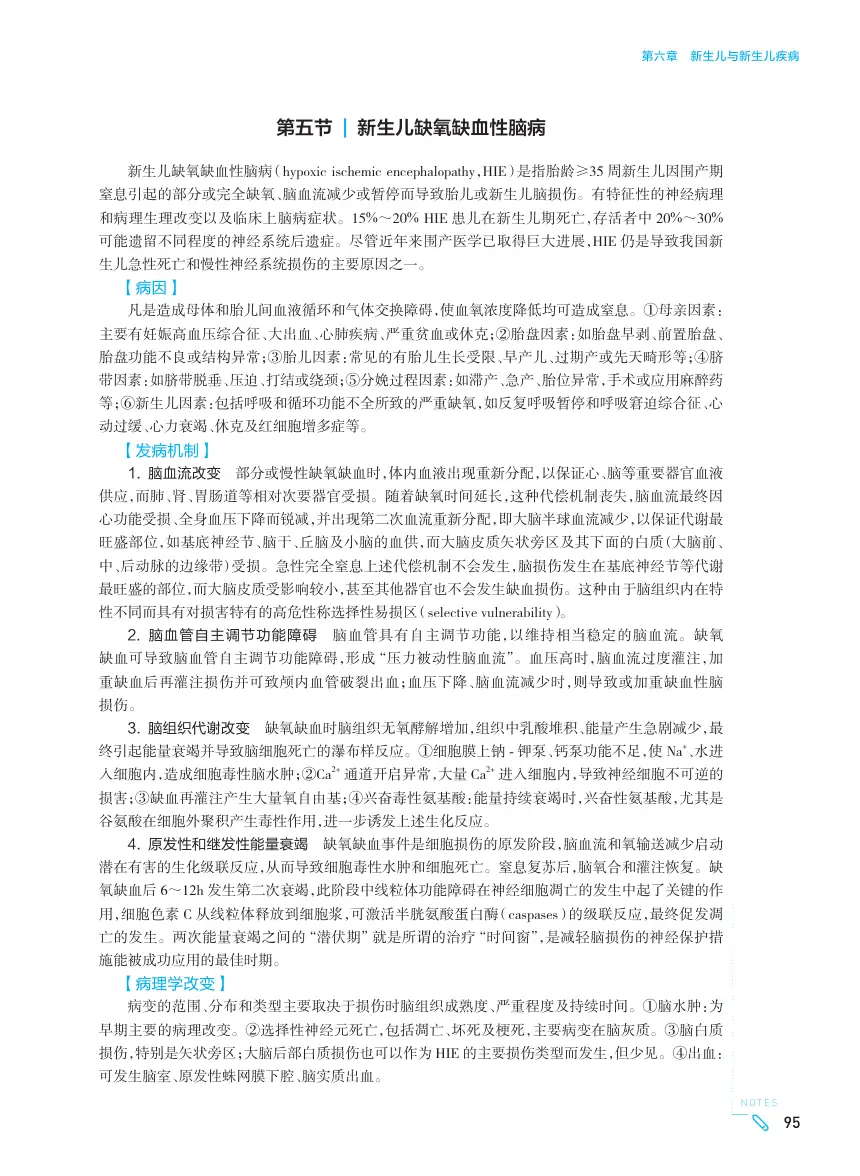 第六章 新生儿与新生儿疾病
第五节 | 新生儿缺氧缺血性脑病
新生儿缺氧缺血性脑病（hypoxic ischemic encephalopathy,HIE）是指胎龄≥35 周新生儿因围产期
窒息引起的部分或完全缺氧、脑血流减少或暂停而导致胎儿或新生儿脑损伤。有特征性的神经病理
和病理生理改变以及临床上脑病症状。15%～20% HIE 患儿在新生儿期死亡,存活者中 20%～30%
可能遗留不同程度的神经系统后遗症。尽管近年来围产医学已取得巨大进展,HIE 仍是导致我国新
生儿急性死亡和慢性神经系统损伤的主要原因之一。
【病因】
凡是造成母体和胎儿间血液循环和气体交换障碍,使血氧浓度降低均可造成窒息。①母亲因素:
主要有妊娠高血压综合征、大出血、心肺疾病、严重贫血或休克;②胎盘因素:如胎盘早剥、前置胎盘、
胎盘功能不良或结构异常;③胎儿因素:常见的有胎儿生长受限、早产儿、过期产或先天畸形等;④脐
带因素:如脐带脱垂、压迫、打结或绕颈;⑤分娩过程因素:如滞产、急产、胎位异常,手术或应用麻醉药
等;⑥新生儿因素:包括呼吸和循环功能不全所致的严重缺氧,如反复呼吸暂停和呼吸窘迫综合征、心
动过缓、心力衰竭、休克及红细胞增多症等。
【发病机制】
1. 脑血流改变 部分或慢性缺氧缺血时,体内血液出现重新分配,以保证心、脑等重要器官血液
供应,而肺、肾、胃肠道等相对次要器官受损。随着缺氧时间延长,这种代偿机制丧失,脑血流最终因
心功能受损、全身血压下降而锐减,并出现第二次血流重新分配,即大脑半球血流减少,以保证代谢最
旺盛部位,如基底神经节、脑干、丘脑及小脑的血供,而大脑皮质矢状旁区及其下面的白质(大脑前、
中、后动脉的边缘带)受损。急性完全窒息上述代偿机制不会发生,脑损伤发生在基底神经节等代谢
最旺盛的部位,而大脑皮质受影响较小,甚至其他器官也不会发生缺血损伤。这种由于脑组织内在特
性不同而具有对损害特有的高危性称选择性易损区（selective vulnerability）。
2. 脑血管自主调节功能障碍 脑血管具有自主调节功能,以维持相当稳定的脑血流。缺氧
缺血可导致脑血管自主调节功能障碍,形成“压力被动性脑血流”。血压高时,脑血流过度灌注,加
重缺血后再灌注损伤并可致颅内血管破裂出血;血压下降、脑血流减少时,则导致或加重缺血性脑
损伤。
3. 脑组织代谢改变 缺氧缺血时脑组织无氧酵解增加,组织中乳酸堆积、能量产生急剧减少,最
终引起能量衰竭并导致脑细胞死亡的瀑布样反应。①细胞膜上钠 - 钾泵、钙泵功能不足,使 Na⁺、水进
入细胞内,造成细胞毒性脑水肿;②Ca²⁺ 通道开启异常,大量 Ca²⁺ 进入细胞内,导致神经细胞不可逆的
损害;③缺血再灌注产生大量氧自由基;④兴奋毒性氨基酸:能量持续衰竭时,兴奋性氨基酸,尤其是
谷氨酸在细胞外聚积产生毒性作用,进一步诱发上述生化反应。
4. 原发性和继发性能量衰竭 缺氧缺血事件是细胞损伤的原发阶段,脑血流和氧输送减少启动
潜在有害的生化级联反应,从而导致细胞毒性水肿和细胞死亡。窒息复苏后,脑氧合和灌注恢复。缺
氧缺血后 6～12h 发生第二次衰竭,此阶段中线粒体功能障碍在神经细胞凋亡的发生中起了关键的作
用,细胞色素 C 从线粒体释放到细胞浆,可激活半胱氨酸蛋白酶（caspases）的级联反应,最终促发凋
亡的发生。两次能量衰竭之间的“潜伏期”就是所谓的治疗“时间窗”,是减轻脑损伤的神经保护措
施能被成功应用的最佳时期。
【病理学改变】
病变的范围、分布和类型主要取决于损伤时脑组织成熟度、严重程度及持续时间。①脑水肿:为
早期主要的病理改变。②选择性神经元死亡,包括凋亡、坏死及梗死,主要病变在脑灰质。③脑白质
损伤,特别是矢状旁区;大脑后部白质损伤也可以作为 HIE 的主要损伤类型而发生,但少见。④出血:
可发生脑室、原发性蛛网膜下腔、脑实质出血。
NOTES
95